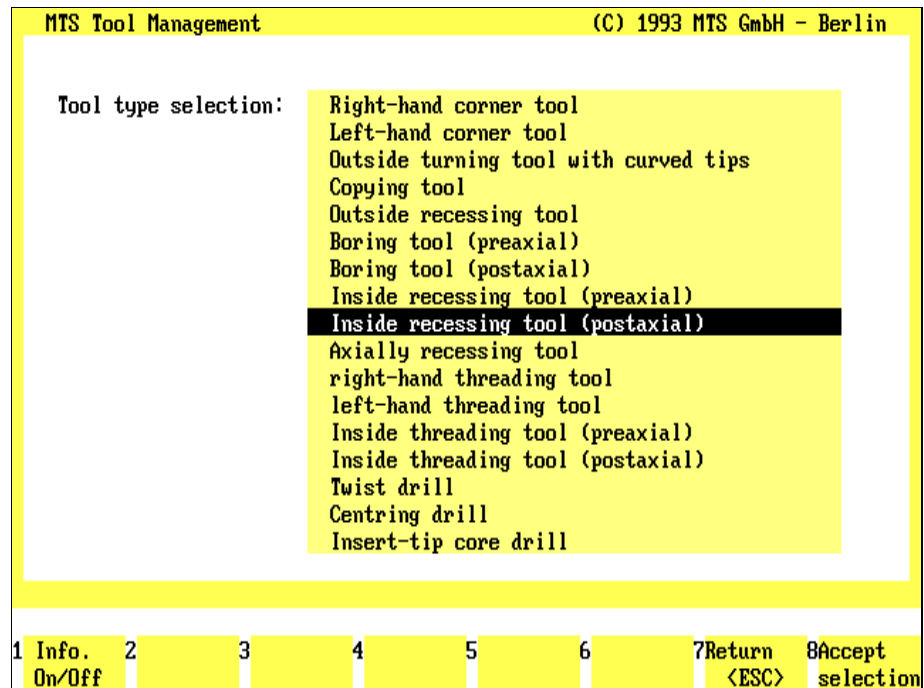 MTS Tool Management (C) 1993 MTS GmbH - Berlin
Tool type selection: Right-hand corner tool
Left-hand corner tool
Outside turning tool with curved tips
Copying tool
Outside recessing tool
Boring tool (preaxial)
Boring tool (postaxial)
Inside recessing tool (preaxial)
Inside recessing tool (postaxial)
Axially recessing tool
right-hand threading tool
left-hand threading tool
Inside threading tool (preaxial)
Inside threading tool (postaxial)
Twist drill
Centring drill
Insert-tip core drill
1 Info. 2 3 4 5 6 7Return 8Accept
On/Off <ESC> selection